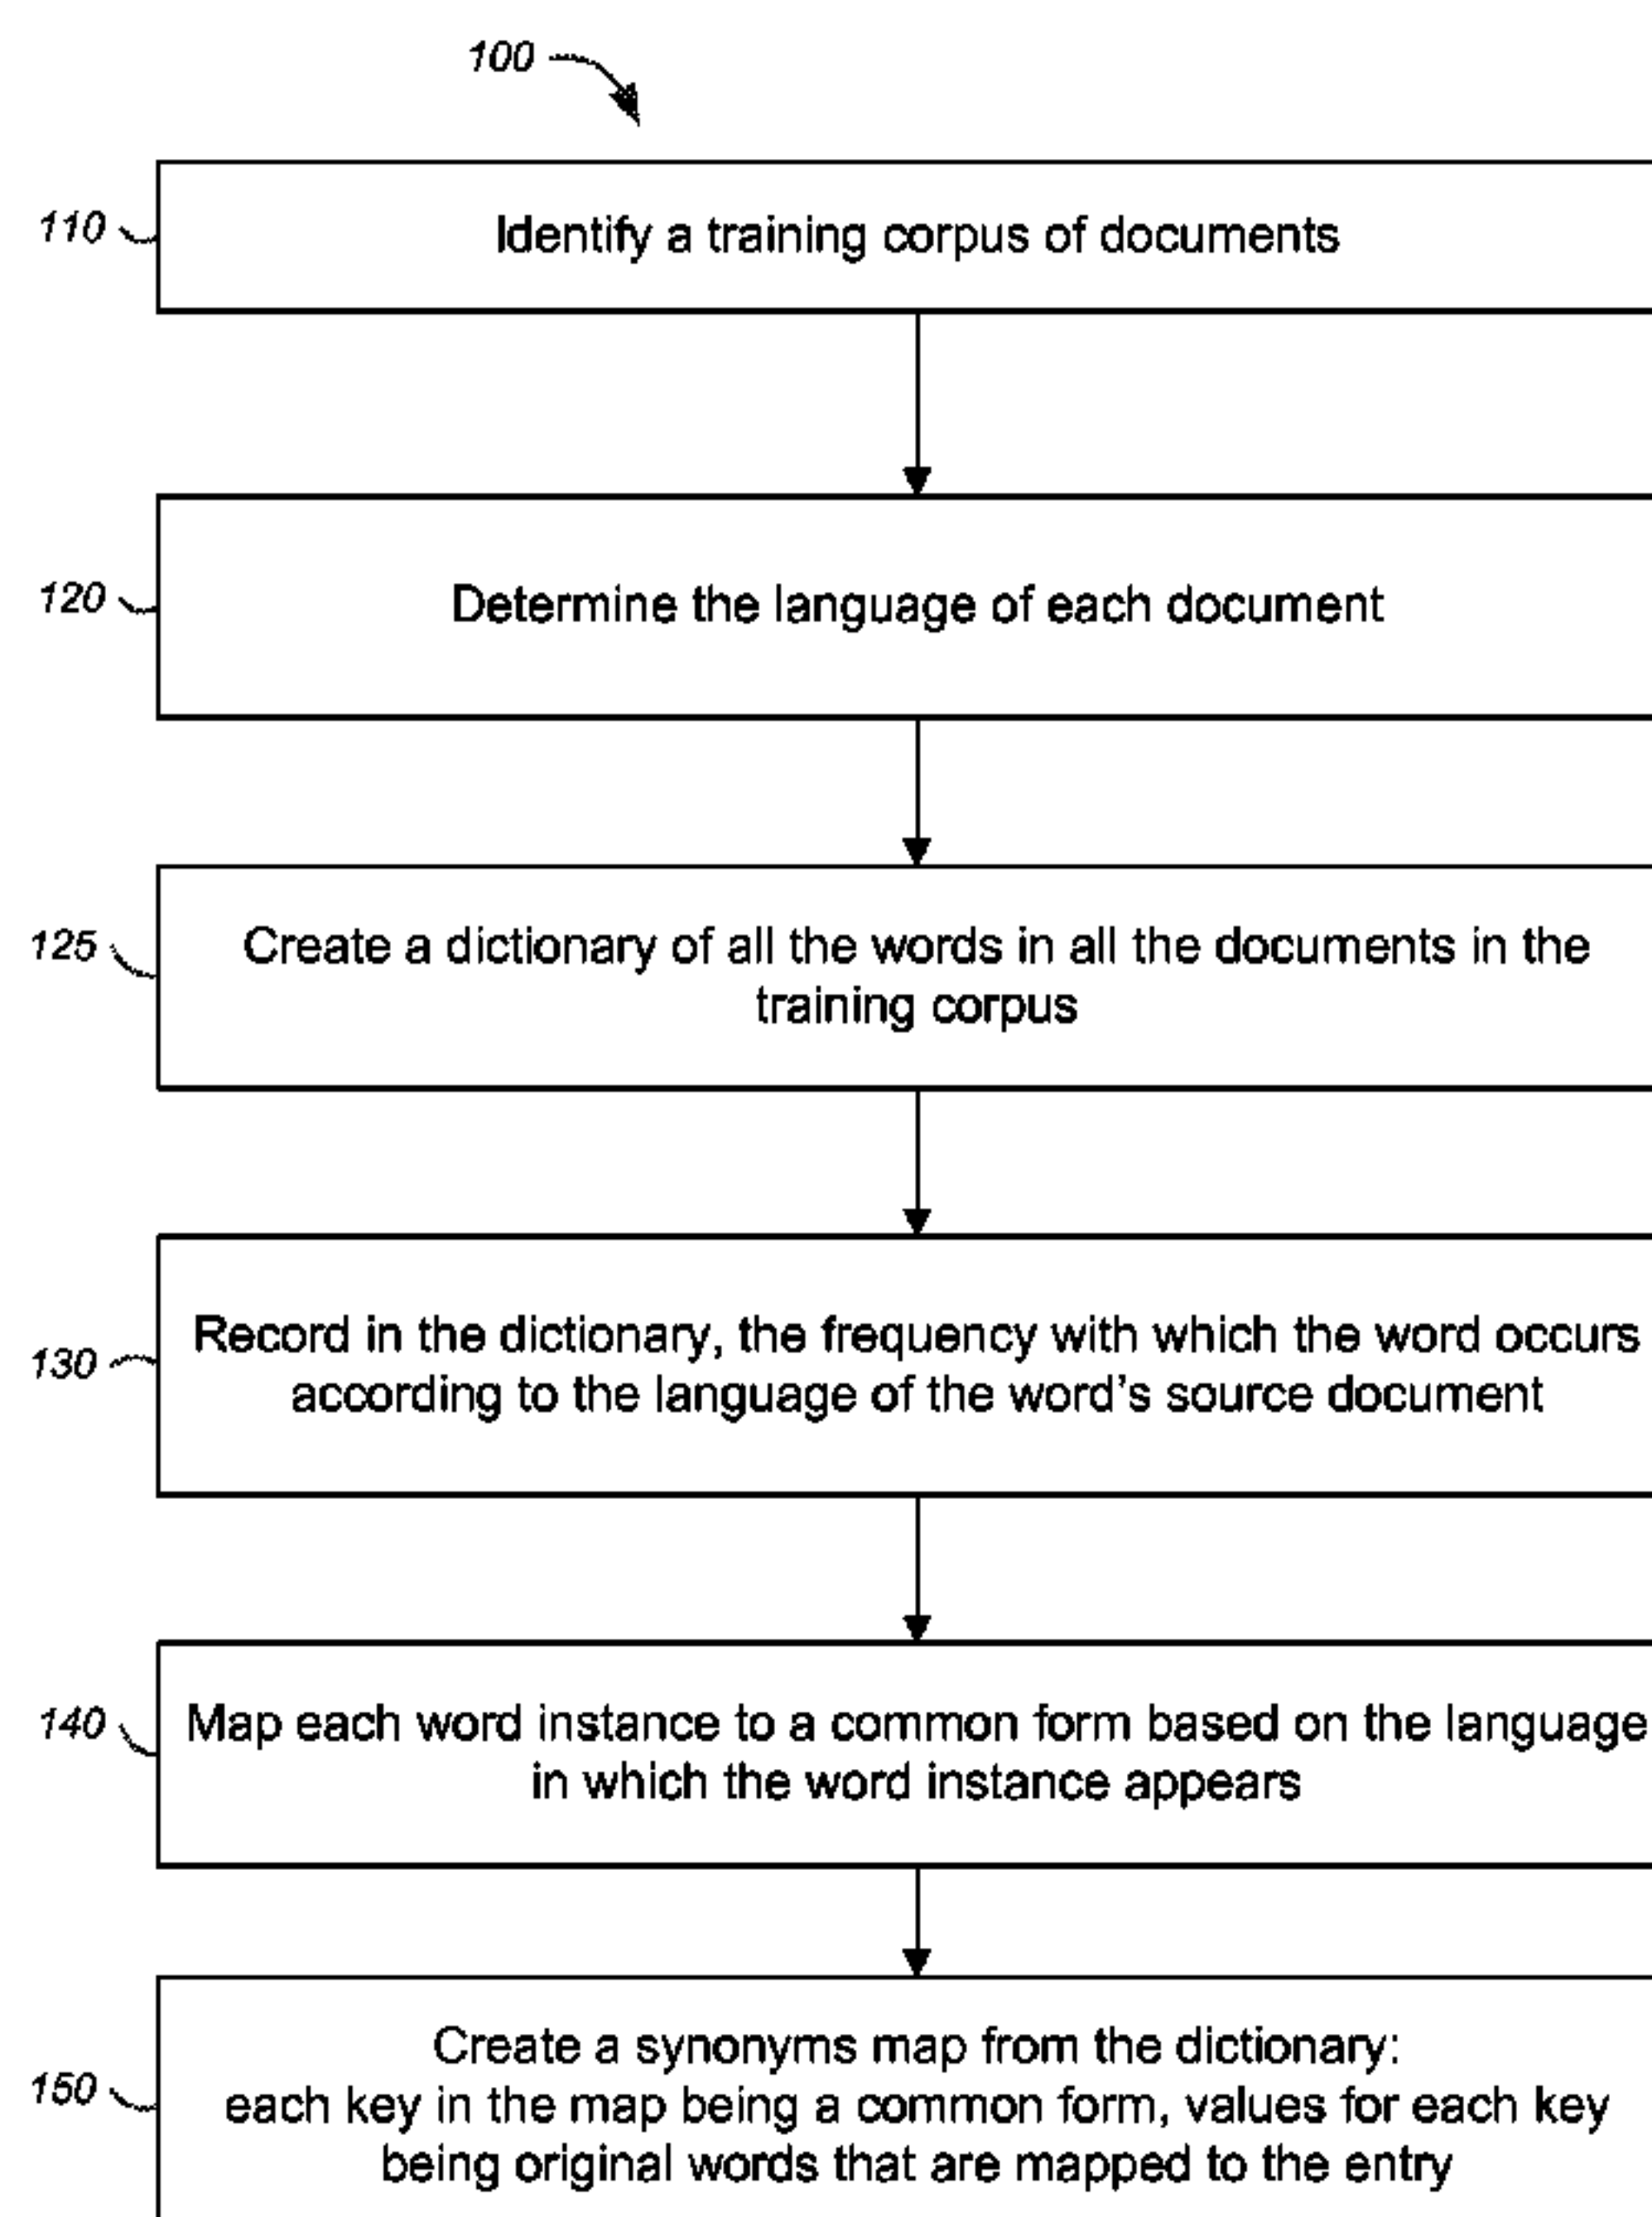 100
110
Identify a training corpus of documents
120
Determine the language of each document
125
Create a dictionary of all the words in all the documents in the
training corpus
130
Record in the dictionary, the frequency with which the word occurs
according to the language of the word's source document
140
Map each word instance to a common form based on the language
in which the word instance appears
150
Create a synonyms map from the dictionary:
each key in the map being a common form, values for each key
being original words that are mapped to the entry